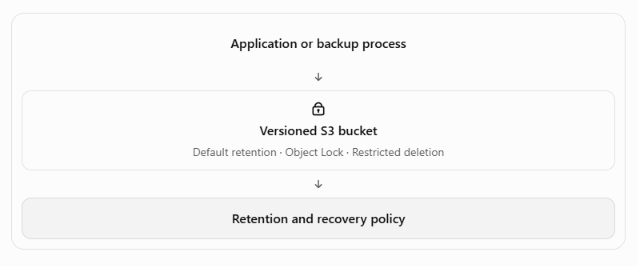 Application or backup process
Versioned S3 bucket
Default retention · Object Lock · Restricted deletion
Retention and recovery policy